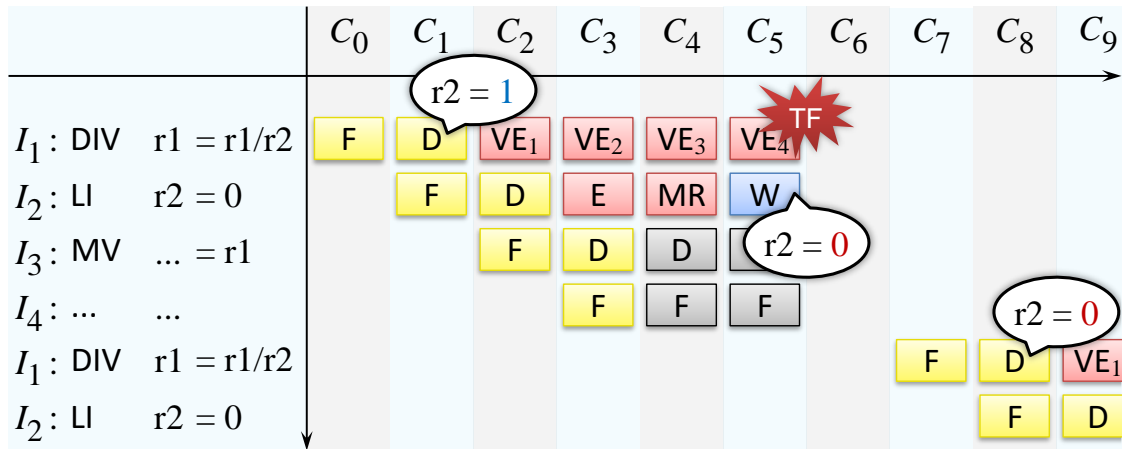 C0 C1 C2 C3 C4 C5 C6 C7 C8 C9
r2 = 1
TF
I1: DIV r1 = r1/r2 F D VE1 VE2 VE3 VE4
I2: LI r2 = 0 F D E MR W
r2 = 0
I3: MV ... = r1 F D D
I4: ... ... F F F
r2 = 0
I1: DIV r1 = r1/r2 F D VE1
I2: LI r2 = 0 F D